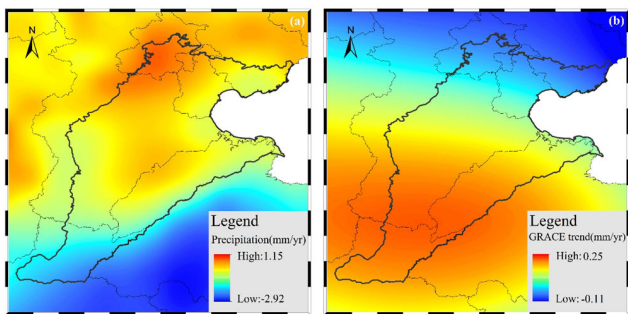 (a)
N
Legend
Precipitation(mm/yr)
High:1.15
Low:-2.92
(b)
N
Legend
GRACE trend(mm/yr)
High:0.25
Low:-0.11